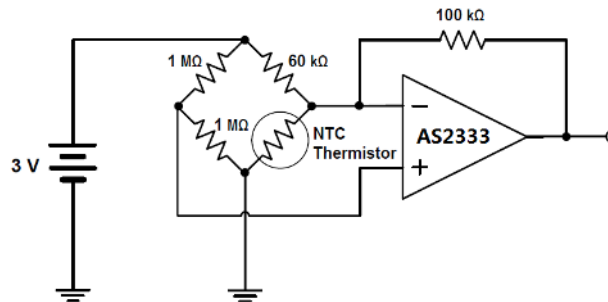 100 kΩ
1 MΩ
60 kΩ
3 V
1 MΩ
NTC
Thermistor
−
AS2333
+